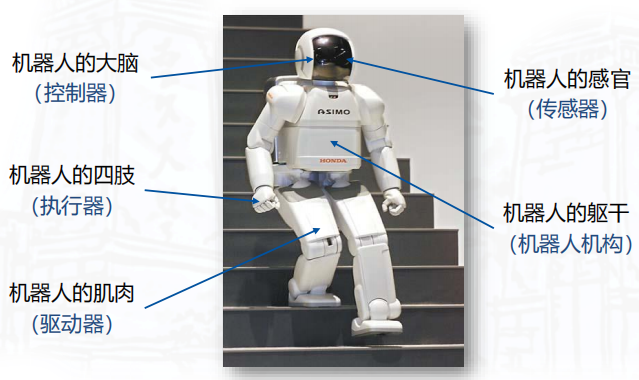 机器人的大脑
（控制器）
机器人的四肢
（执行器）
机器人的肌肉
（驱动器）
ASIMO
HONDA
机器人的感官
（传感器）
机器人的躯干
（机器人机构）